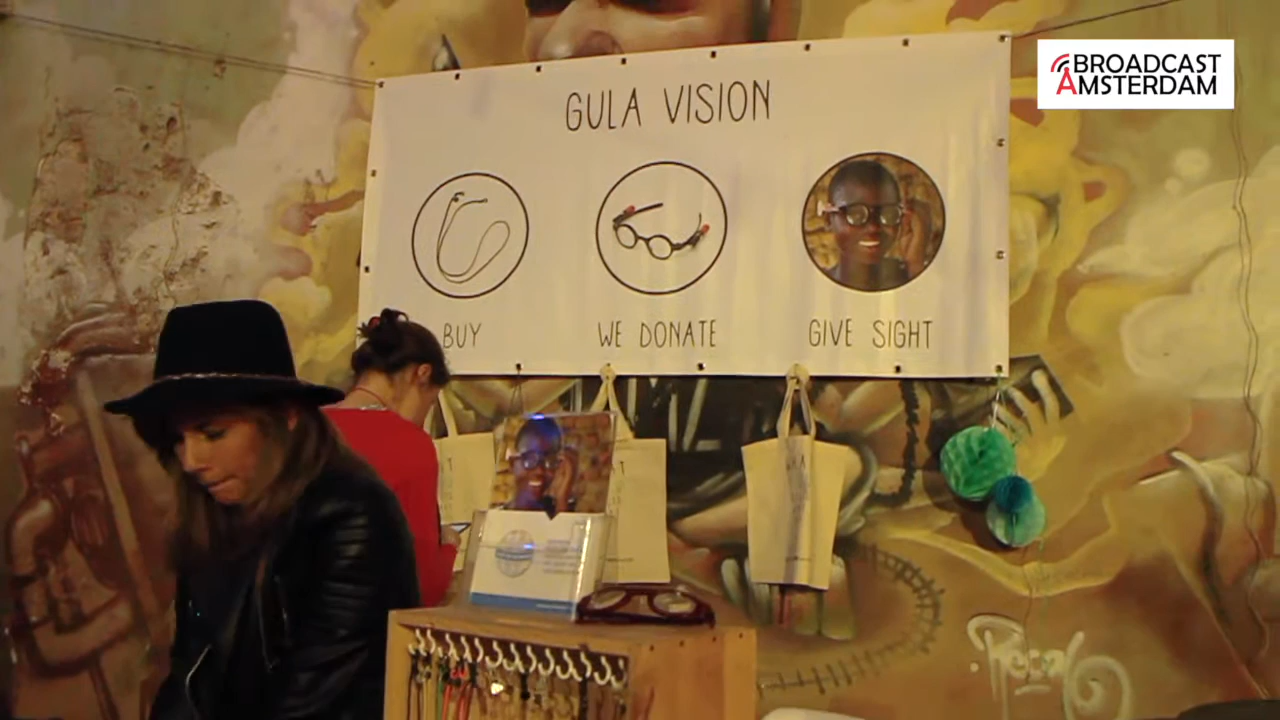 BROADCAST
AMSTERDAM
GULA VISION
BUY
WE DONATE
GIVE SIGHT